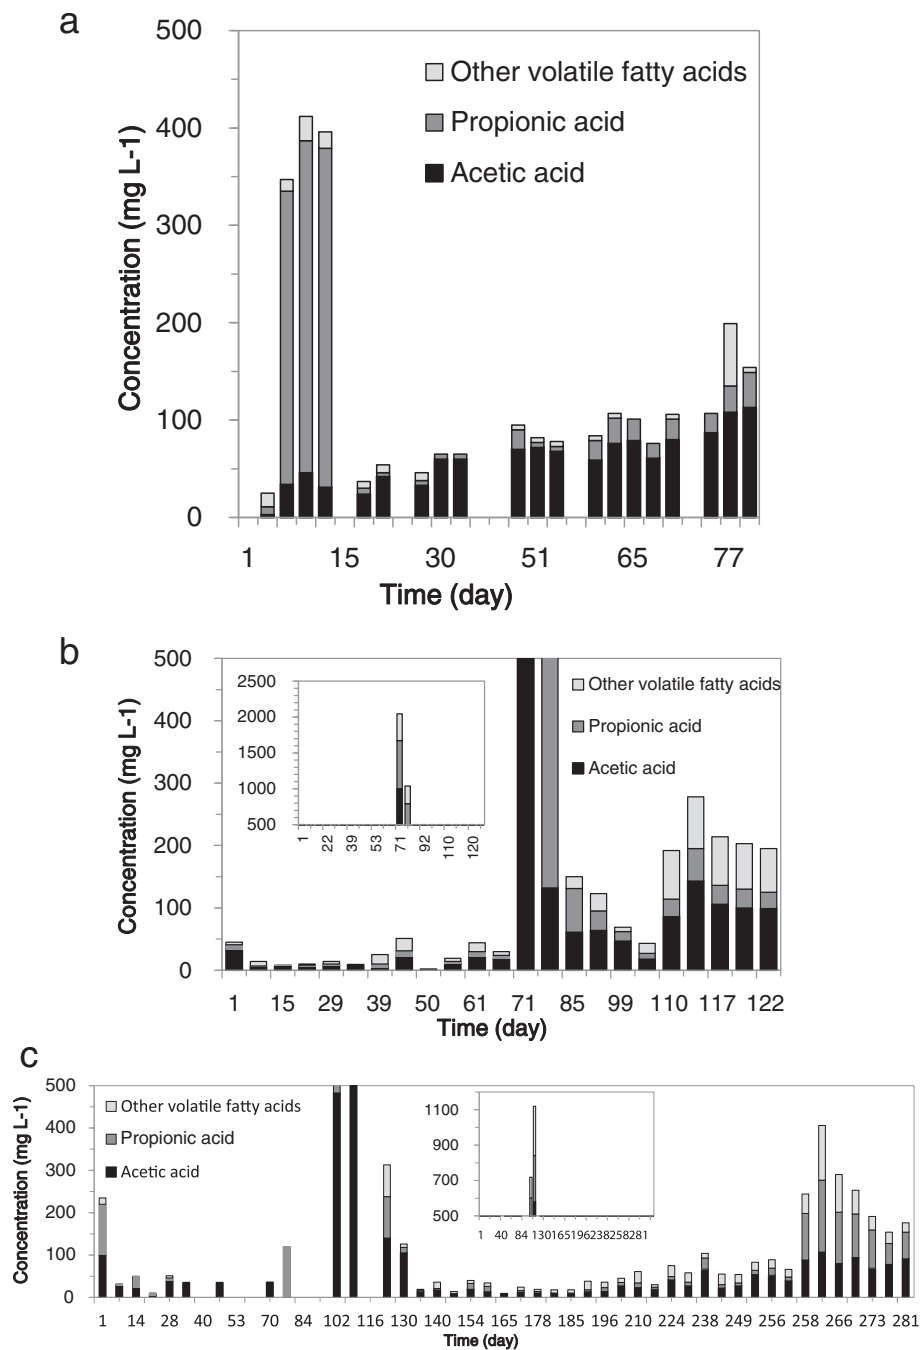 a
500
Other volatile fatty acids
400
Propionic acid
Acetic acid
300
200
100
0
1 15 30 51 65 77
Concentration (mg L-1)
Time (day)
b
500
400
300
200
100
0
Concentration (mg L-1)
2500
2000
1500
1000
500
1 22 39 53 71 92 110 120
Other volatile fatty acids
Propionic acid
Acetic acid
1 15 29 39 50 61 71 85 99 110 117 122
Time (day)
c
500
400
300
200
100
0
Concentration (mg L-1)
Other volatile fatty acids
Propionic acid
Acetic acid
1100
900
700
500
1 40 84 130165196238258281
1 14 28 40 53 70 84 102 116 130 140 155 165 178 185 196 210 224 238 249 256 258 266 273 281
Time (day)